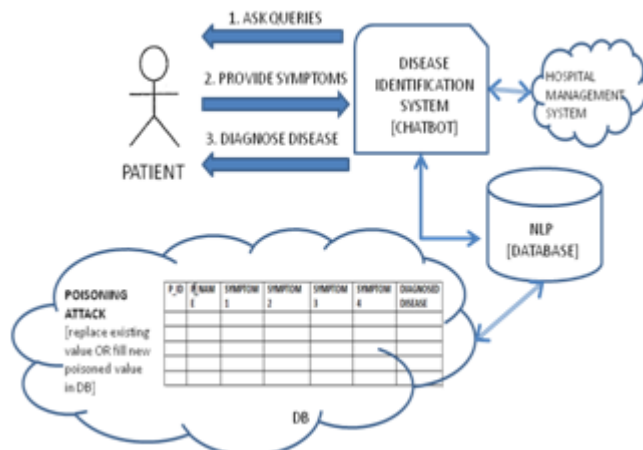 1. ASK QUERIES
2. PROVIDE SYMPTOMS
3. DIAGNOSE DISEASE
PATIENT
DISEASE
IDENTIFICATION
SYSTEM
[CHATBOT]
HOSPITAL
MANAGEMENT
SYSTEM
NLP
[DATABASE]
POISONING
ATTACK
[replace existing
value OR fill new
poisoned value
in DB]
P_ID P_NAM SYMPTOM SYMPTOM SYMPTOM SYMPTOM DIAGNOSED
E 1 2 3 4 DISEASE
DB